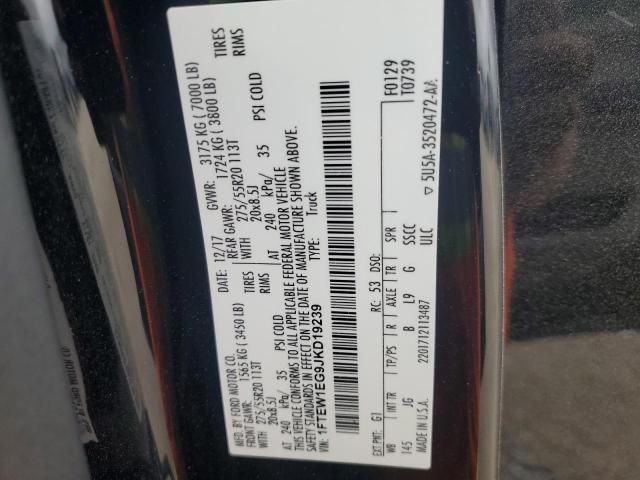 MFD. BY FORD MOTOR CO.
DATE: 12/17 GVWR: 3175 KG ( 7000 LB)
FRONT GAWR: 1565 KG ( 3450 LB) REAR GAWR: 1724 KG ( 3800 LB)
WITH 275/55R20 113T TIRES WITH 275/55R20 113T TIRES
20x8.5J RIMS 20x8.5J RIMS
AT 240 kPa/ 35 PSI COLD AT 240 kPa/ 35 PSI COLD
THIS VEHICLE CONFORMS TO ALL APPLICABLE FEDERAL MOTOR VEHICLE
SAFETY STANDARDS IN EFFECT ON THE DATE OF MANUFACTURE SHOWN ABOVE.
VIN: 1FTEW1EG9JKD19239 TYPE: Truck
F0129
T0739
EXT.PNT: G1 RC: 53 DSO:
WB INT TR TP/PS R AXLE TR SPR
145 JG B L9 G SSCC
MADE IN U.S.A. 22017121113487 ULC
5U5A-3520472-AA